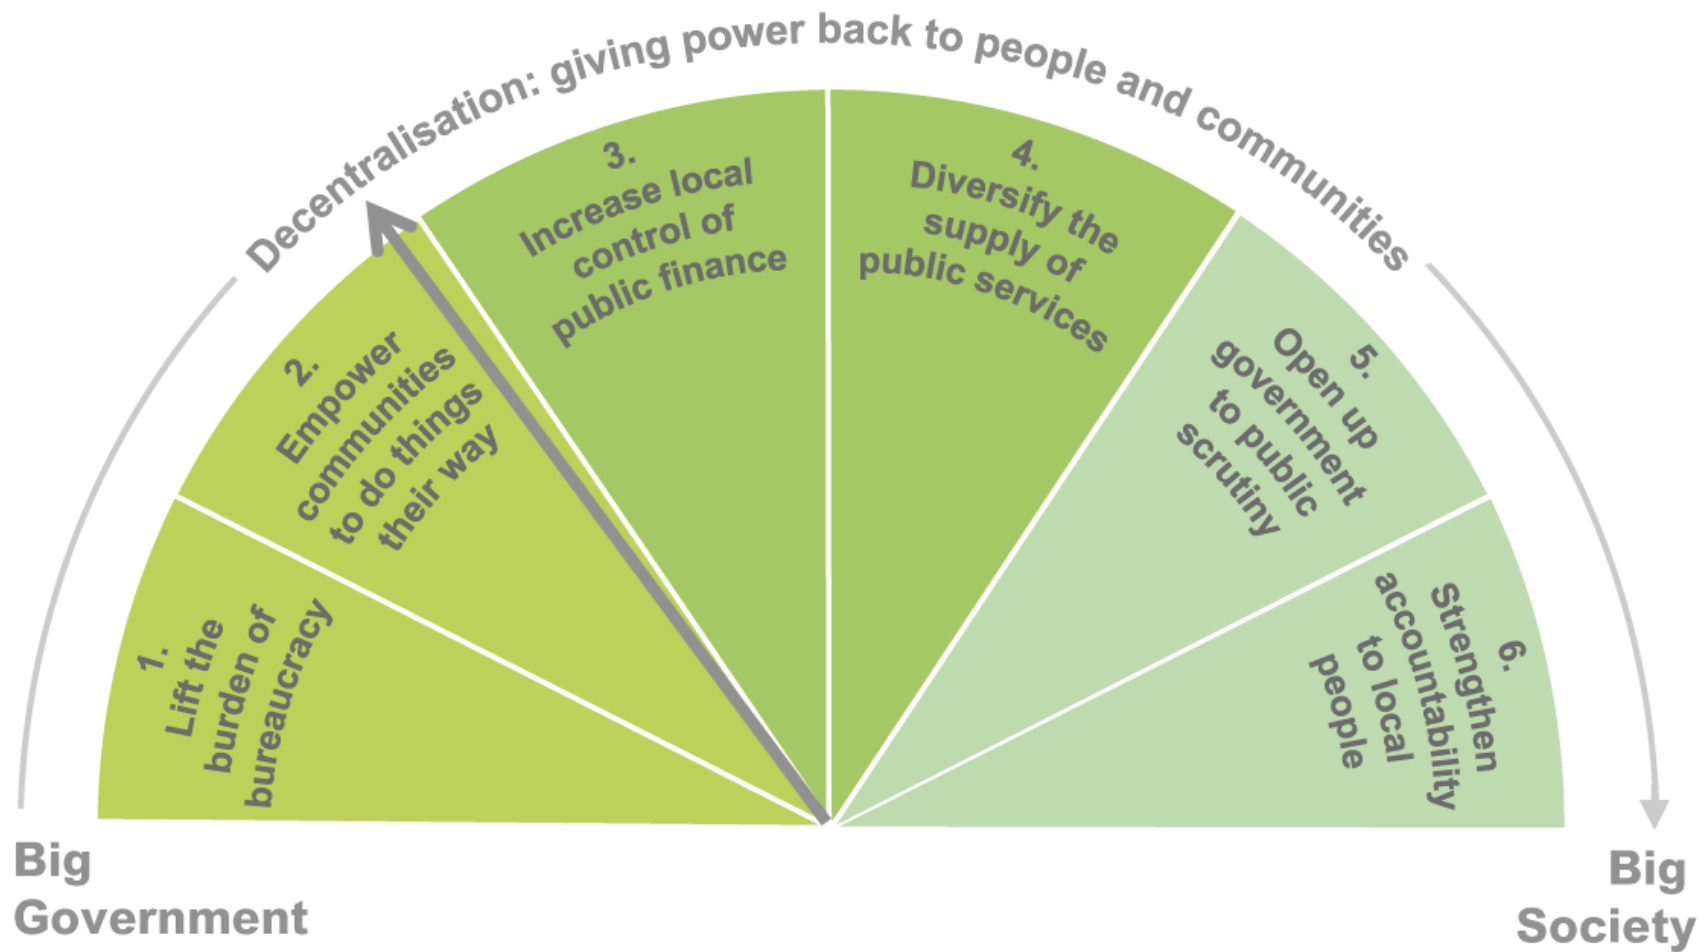 Decentralisation: giving power back to people and communities
1.
Lift the
burden of
bureaucracy
2.
Empower
communities
to do things
their way
3.
Increase local
control of
public finance
4.
Diversify the
supply of
public services
5.
Open up
government
to public
scrutiny
6.
Strengthen
accountability
to local
people
Big
Government
Big
Society